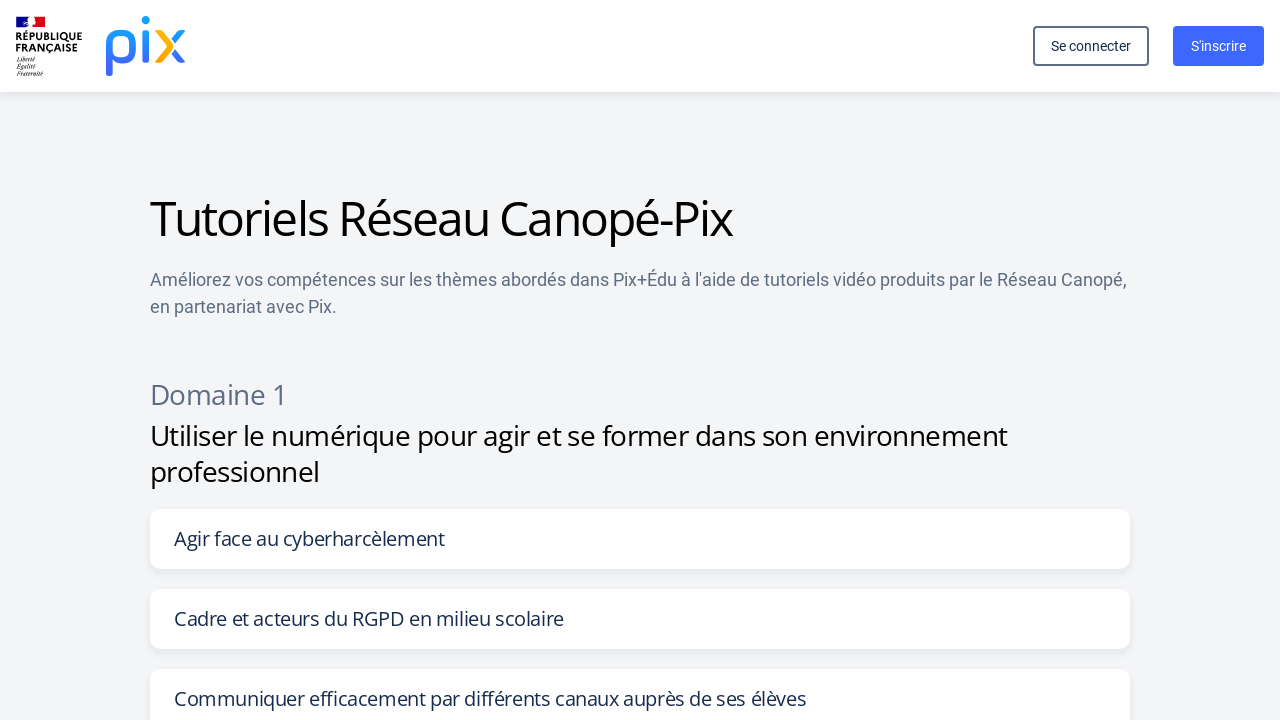 RÉPUBLIQUE
FRANÇAISE
Liberté
Égalité
Fraternité
pix
Se connecter
S'inscrire
Tutoriels Réseau Canopé-Pix
Améliorez vos compétences sur les thèmes abordés dans Pix+Édu à l'aide de tutoriels vidéo produits par le Réseau Canopé,
en partenariat avec Pix.
Domaine 1
Utiliser le numérique pour agir et se former dans son environnement
professionnel
Agir face au cyberharcèlement
Cadre et acteurs du RGPD en milieu scolaire
Communiquer efficacement par différents canaux auprès de ses élèves